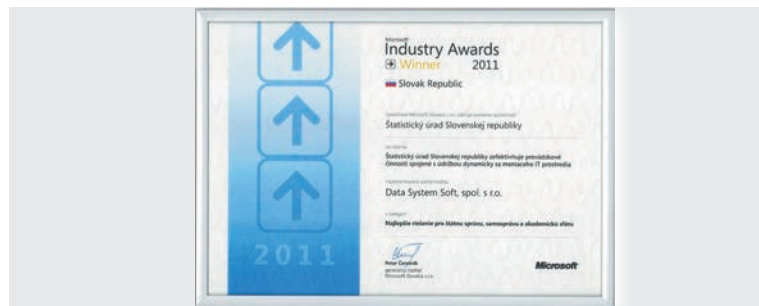 Microsoft
Industry Awards
Winner 2011
Slovak Republic
Štatistický úrad Slovenskej republiky
Štatistický úrad Slovenskej republiky zefektívňuje prevádzkové
činnosti spojené s údržbou dynamicky sa meniaceho IT prostredia
Data System Soft, spol. s r.o.
v kategórii
Najlepšie riešenie pre štátnu správu, samosprávu a akademickú sféru
2011
Peter
generálny riaditeľ
Microsoft Slovakia s.r.o.
Microsoft